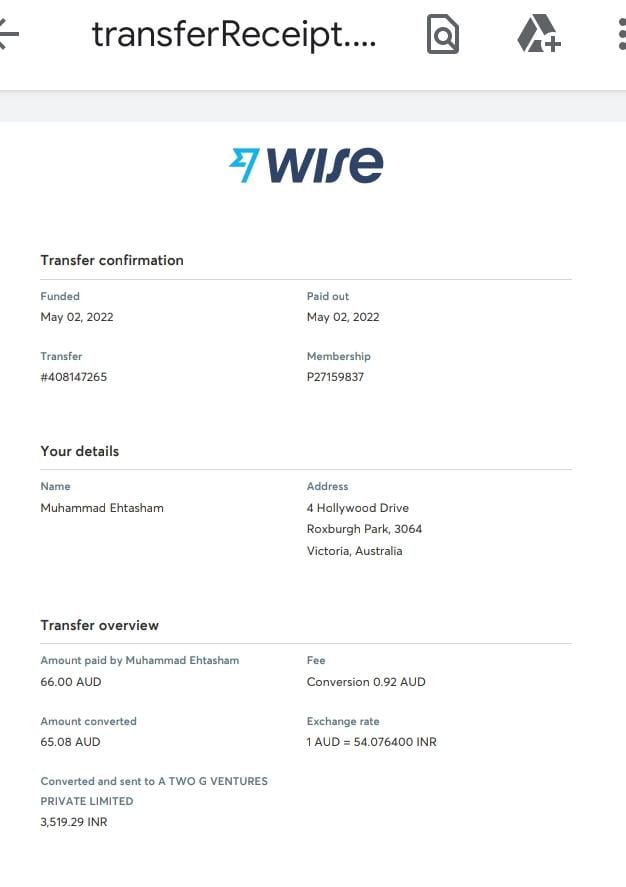 transferReceipt....
wise
Transfer confirmation
Funded
May 02, 2022
Paid out
May 02, 2022
Transfer
#408147265
Membership
P27159837
Your details
Name
Muhammad Ehtasham
Address
4 Hollywood Drive
Roxburgh Park, 3064
Victoria, Australia
Transfer overview
Amount paid by Muhammad Ehtasham
66.00 AUD
Fee
Conversion 0.92 AUD
Amount converted
65.08 AUD
Exchange rate
1 AUD = 54.076400 INR
Converted and sent to A TWO G VENTURES
PRIVATE LIMITED
3,519.29 INR